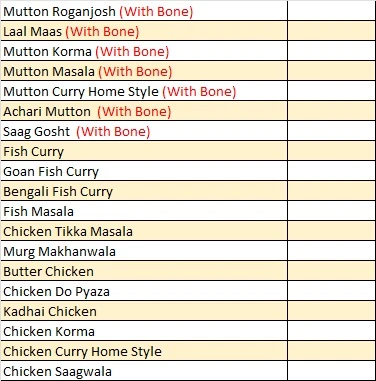 Mutton Roganjosh (With Bone)
Laal Maas (With Bone)
Mutton Korma (With Bone)
Mutton Masala (With Bone)
Mutton Curry Home Style (With Bone)
Achari Mutton (With Bone)
Saag Gosht (With Bone)
Fish Curry
Goan Fish Curry
Bengali Fish Curry
Fish Masala
Chicken Tikka Masala
Murg Makhanwala
Butter Chicken
Chicken Do Pyaza
Kadhai Chicken
Chicken Korma
Chicken Curry Home Style
Chicken Saagwala